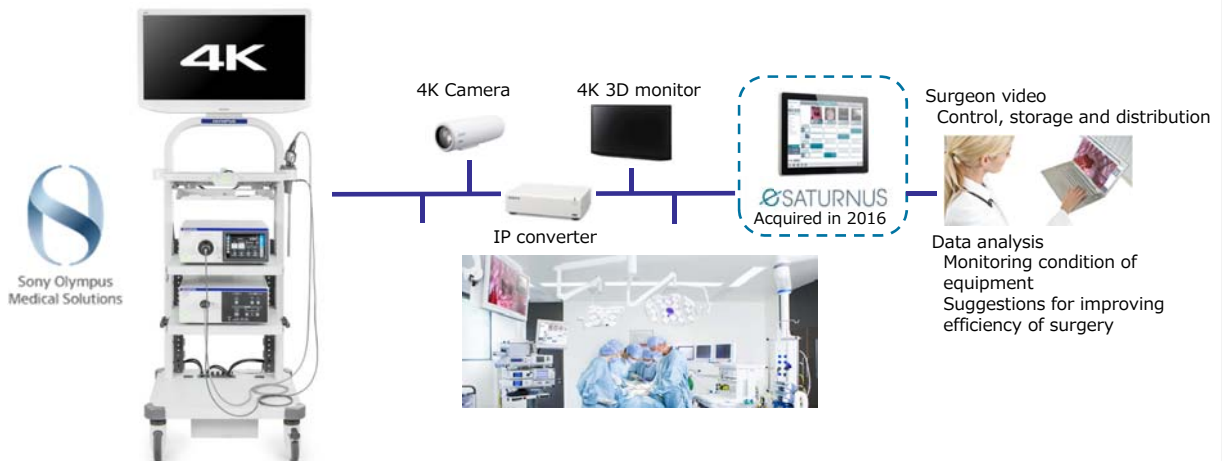 4K
Sony Olympus
Medical Solutions
4K Camera
4K 3D monitor
IP converter
eSATURNUS
Acquired in 2016
Surgeon video
Control, storage and distribution
Data analysis
Monitoring condition of
equipment
Suggestions for improving
efficiency of surgery